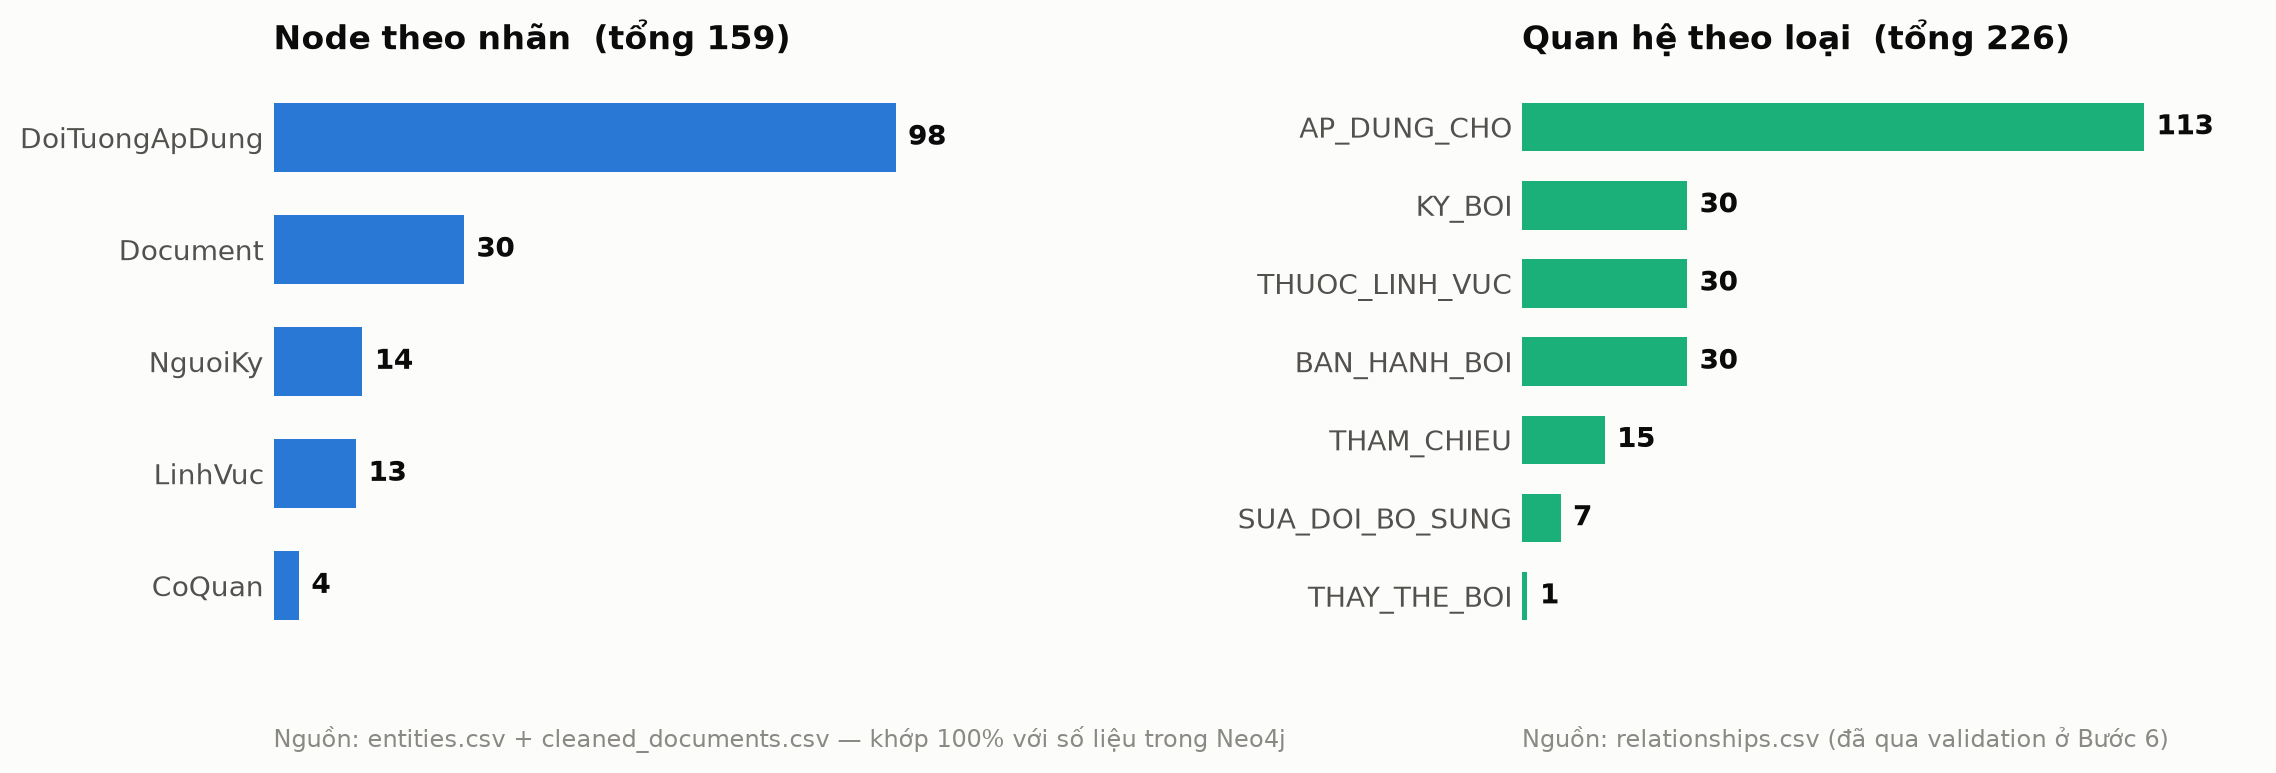 Node theo nhãn  (tổng 159)
DoiTuongApDung 98
Document 30
NguoiKy 14
LinhVuc 13
CoQuan 4
Nguồn: entities.csv + cleaned_documents.csv — khớp 100% với số liệu trong Neo4j
Quan hệ theo loại  (tổng 226)
AP_DUNG_CHO 113
KY_BOI 30
THUOC_LINH_VUC 30
BAN_HANH_BOI 30
THAM_CHIEU 15
SUA_DOI_BO_SUNG 7
THAY_THE_BOI 1
Nguồn: relationships.csv (đã qua validation ở Bước 6)